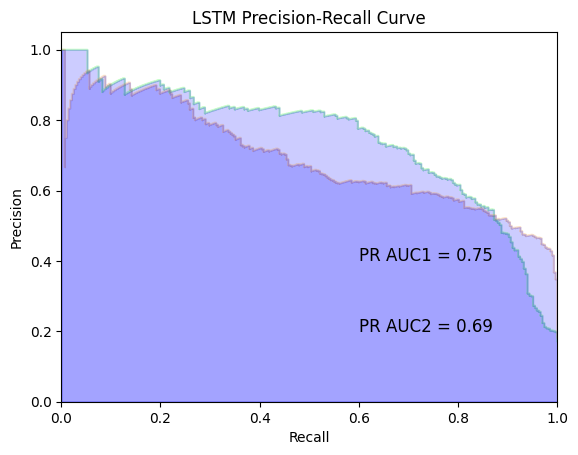 LSTM Precision-Recall Curve
1.0
0.8
0.6
0.4
0.2
0.0
Precision
PR AUC1 = 0.75
PR AUC2 = 0.69
0.0 0.2 0.4 0.6 0.8 1.0
Recall